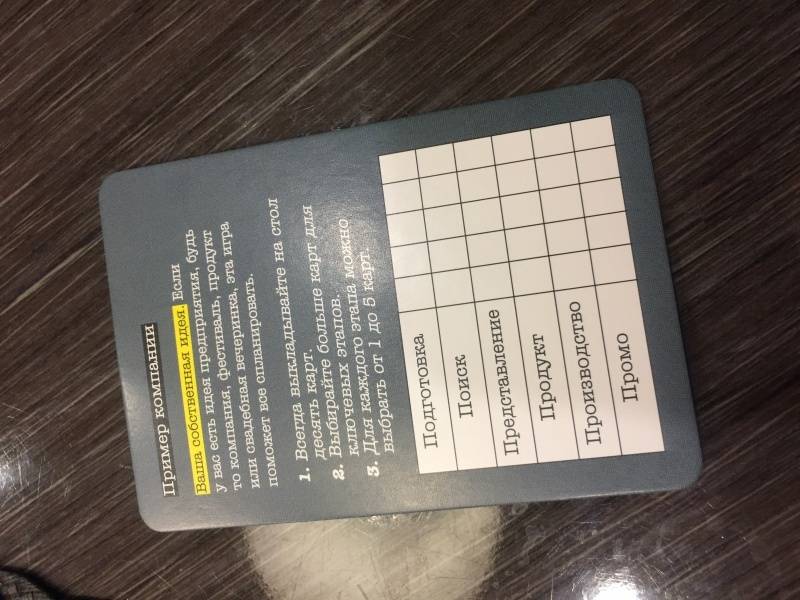 Пример компании
Ваша собственная идея. Если
у вас есть идея предприятия, будь
то компания, фестиваль, продукт
или свадебная вечеринка, эта игра
поможет все спланировать.
1. Всегда выкладывайте на стол
десять карт.
2. Выбирайте больше карт для
ключевых этапов.
3. Для каждого этапа можно
выбрать от 1 до 5 карт.
Подготовка
Поиск
Представление
Продукт
Производство
Промо